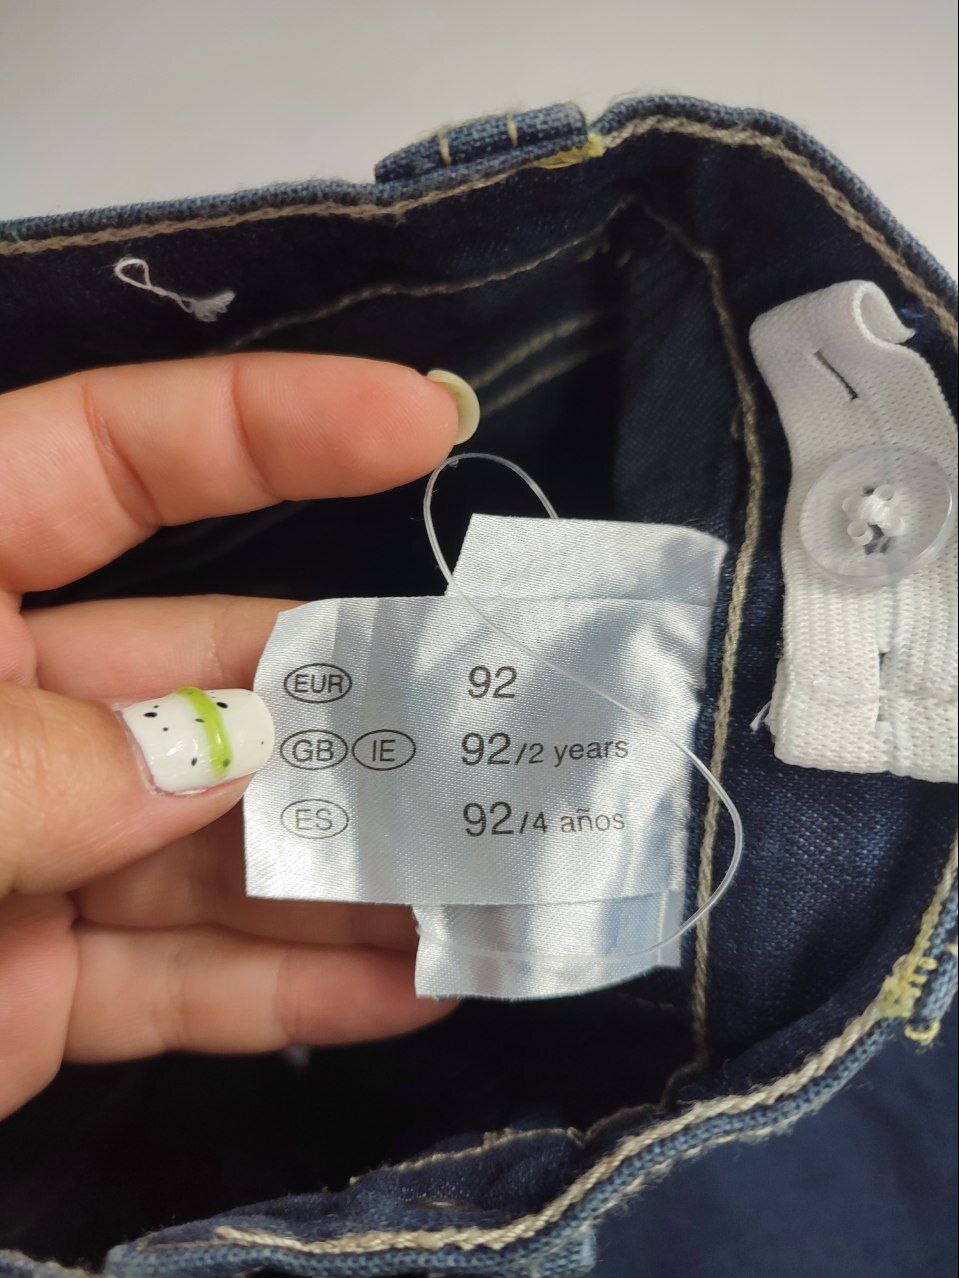 EUR 92
GB IE 92/2 years
ES 92/4 años